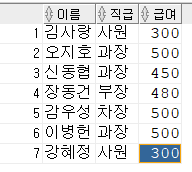 이름 직급 급여
1 김사랑 사원 300
2 오지호 과장 500
3 신동협 과장 450
4 장동건 부장 480
5 감우성 차장 500
6 이병헌 과장 500
7 강혜정 사원 300